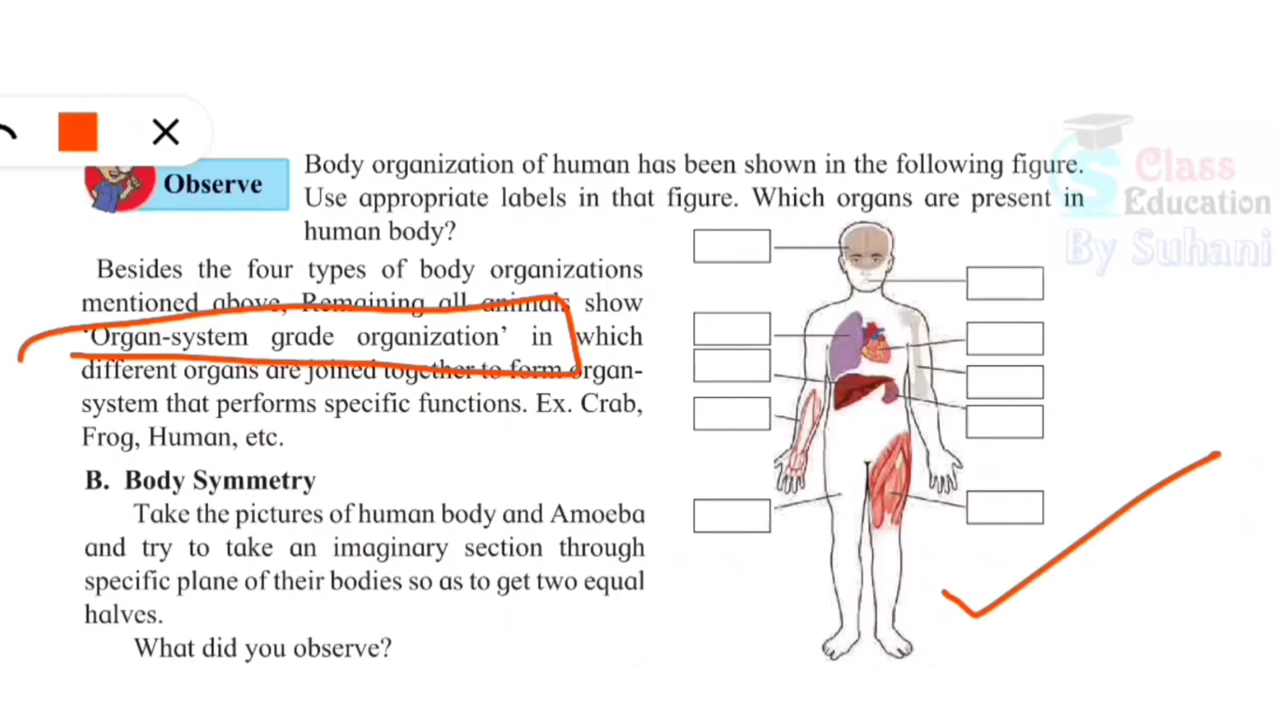 Observe
Body organization of human has been shown in the following figure.
Use appropriate labels in that figure. Which organs are present in
human body?
Besides the four types of body organizations
mentioned above, Remaining all animals show
‘Organ-system grade organization’ in which
different organs are joined together to form organ-
system that performs specific functions. Ex. Crab,
Frog, Human, etc.
B. Body Symmetry
Take the pictures of human body and Amoeba
and try to take an imaginary section through
specific plane of their bodies so as to get two equal
halves.
What did you observe?
Class
Education
By Suhani